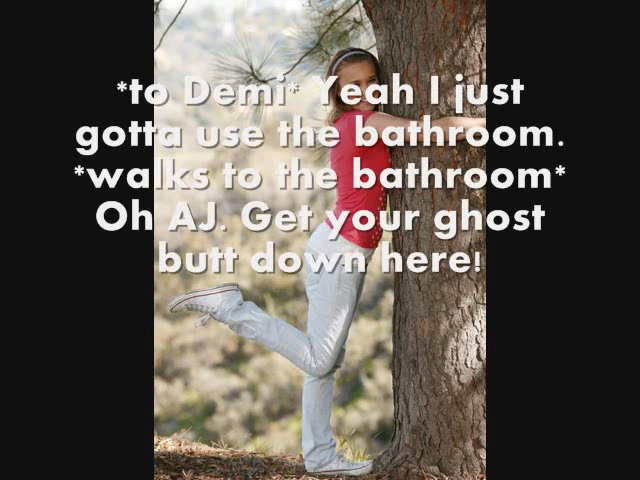 *to Demi* Yeah I just
gotta use the bathroom.
*walks to the bathroom*
Oh AJ. Get your ghost
butt down here!